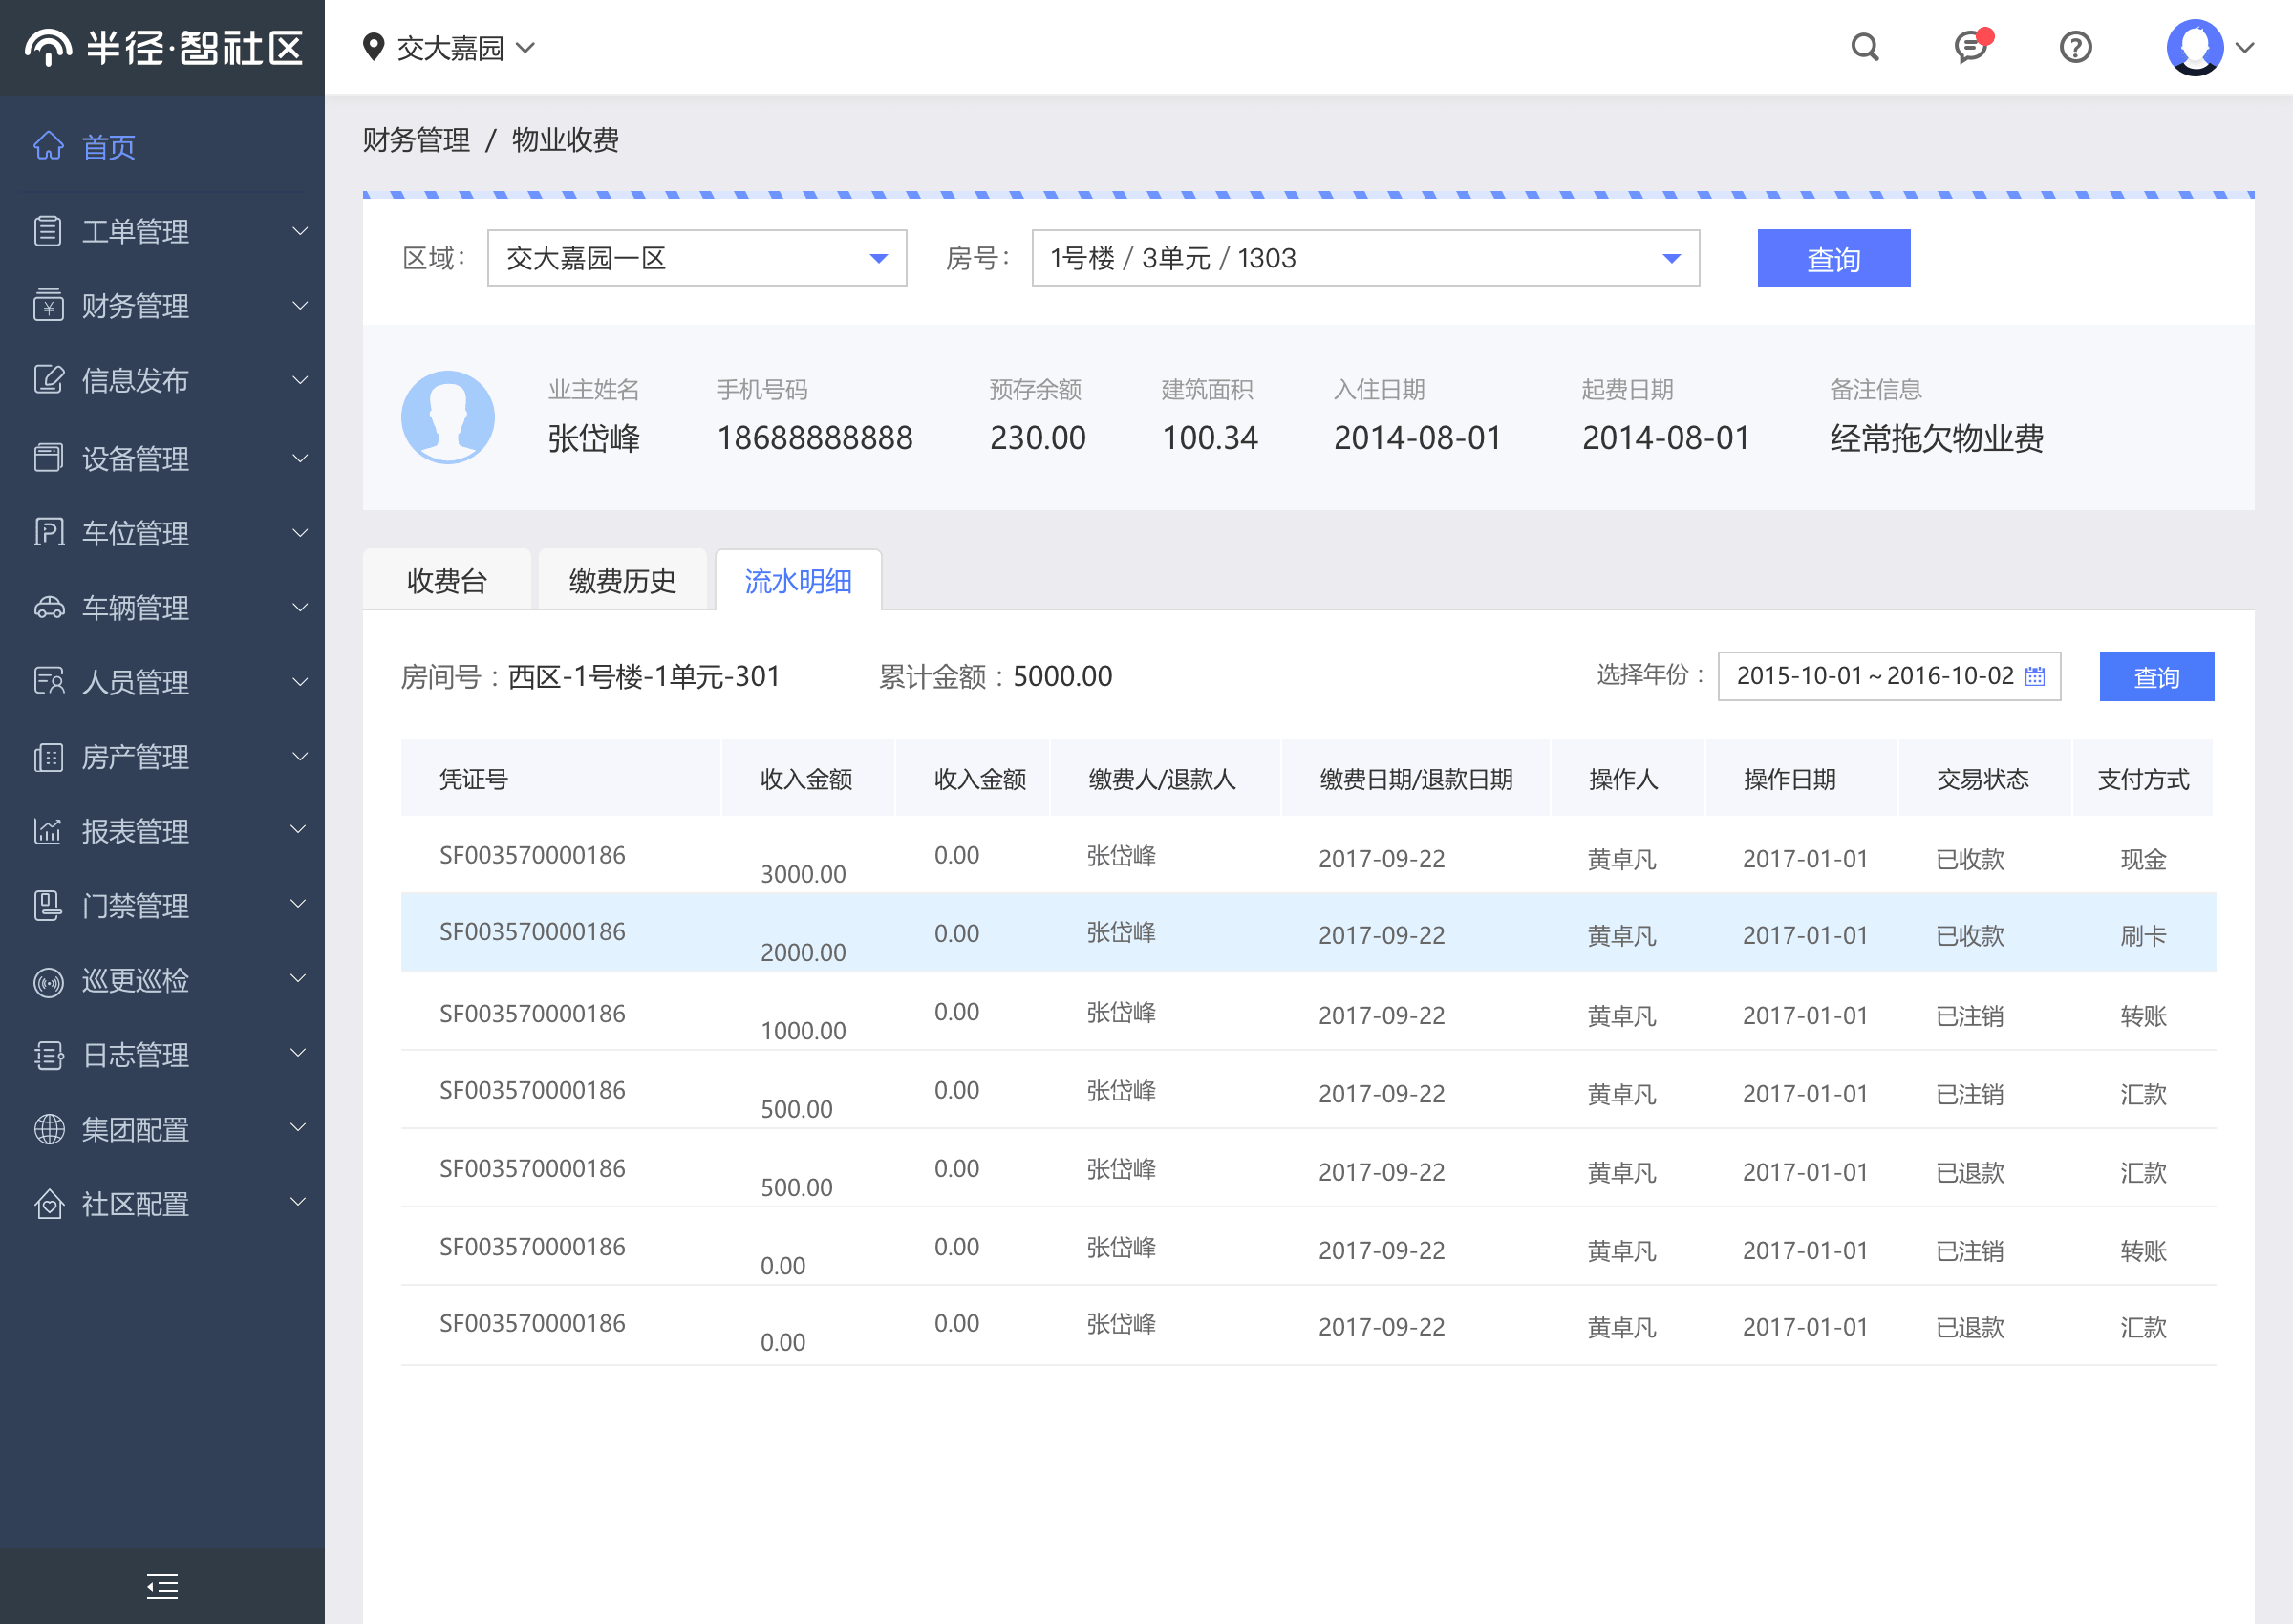 半径·智社区
交大嘉园
首页
工单管理
财务管理
信息发布
设备管理
车位管理
车辆管理
人员管理
房产管理
报表管理
门禁管理
巡更巡检
日志管理
集团配置
社区配置
财务管理 / 物业收费
区域： 交大嘉园一区 房号： 1号楼 / 3单元 / 1303 查询
业主姓名 手机号码 预存余额 建筑面积 入住日期 起费日期 备注信息
张岱峰 18688888888 230.00 100.34 2014-08-01 2014-08-01 经常拖欠物业费
收费台 缴费历史 流水明细
房间号：西区-1号楼-1单元-301 累计金额：5000.00 选择年份： 2015-10-01 ~ 2016-10-02 查询
凭证号 收入金额 收入金额 缴费人/退款人 缴费日期/退款日期 操作人 操作日期 交易状态 支付方式
SF003570000186 3000.00 0.00 张岱峰 2017-09-22 黄卓凡 2017-01-01 已收款 现金
SF003570000186 2000.00 0.00 张岱峰 2017-09-22 黄卓凡 2017-01-01 已收款 刷卡
SF003570000186 1000.00 0.00 张岱峰 2017-09-22 黄卓凡 2017-01-01 已注销 转账
SF003570000186 500.00 0.00 张岱峰 2017-09-22 黄卓凡 2017-01-01 已注销 汇款
SF003570000186 500.00 0.00 张岱峰 2017-09-22 黄卓凡 2017-01-01 已退款 汇款
SF003570000186 0.00 0.00 张岱峰 2017-09-22 黄卓凡 2017-01-01 已注销 转账
SF003570000186 0.00 0.00 张岱峰 2017-09-22 黄卓凡 2017-01-01 已退款 汇款